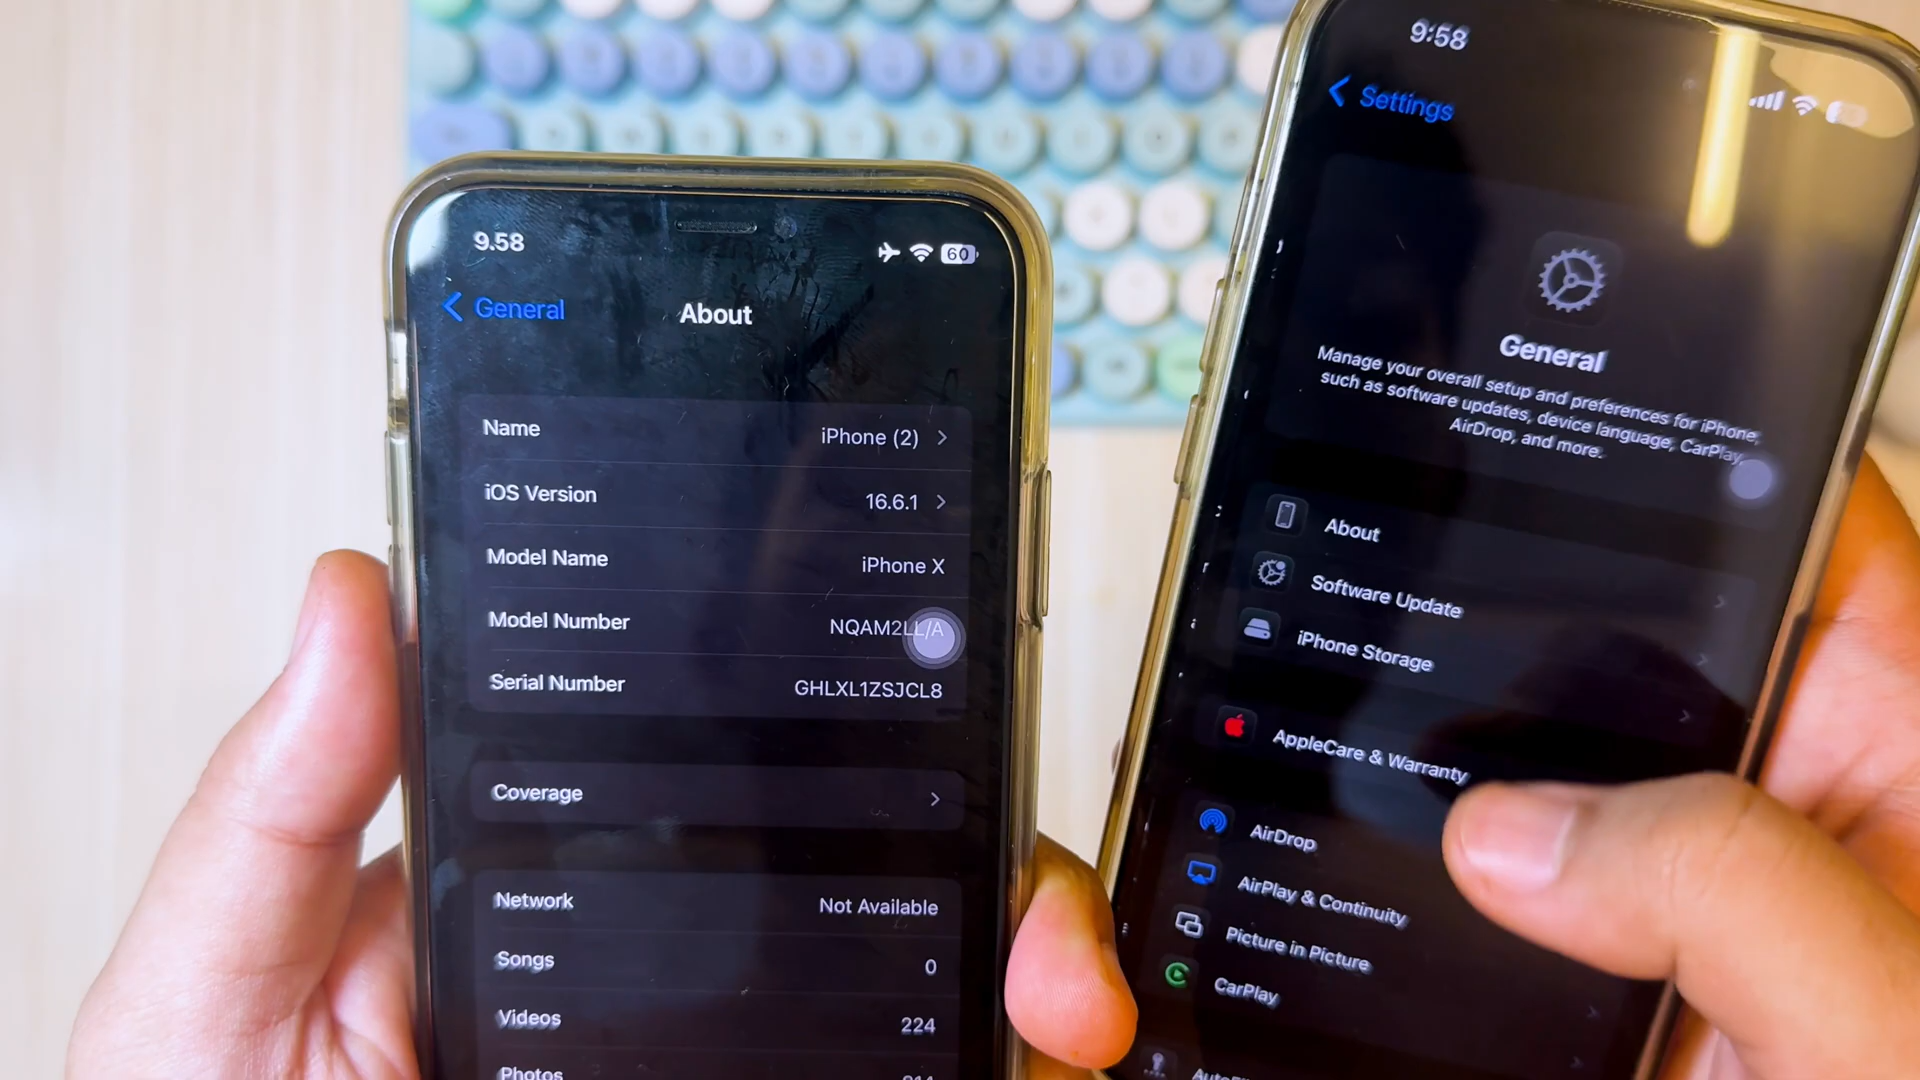 9.58
60
General
About
Name
iPhone (2)
iOS Version
16.6.1
Model Name
iPhone X
Model Number
NQAM2LL/A
Serial Number
GHLXL1ZSJCL8
Coverage
Network
Not Available
Songs
0
Videos
224
Photos
9:58
Settings
General
Manage your overall setup and preferences for iPhone,
such as software updates, device language, CarPlay,
AirDrop, and more.
About
Software Update
iPhone Storage
AppleCare & Warranty
AirDrop
AirPlay & Continuity
Picture in Picture
CarPlay